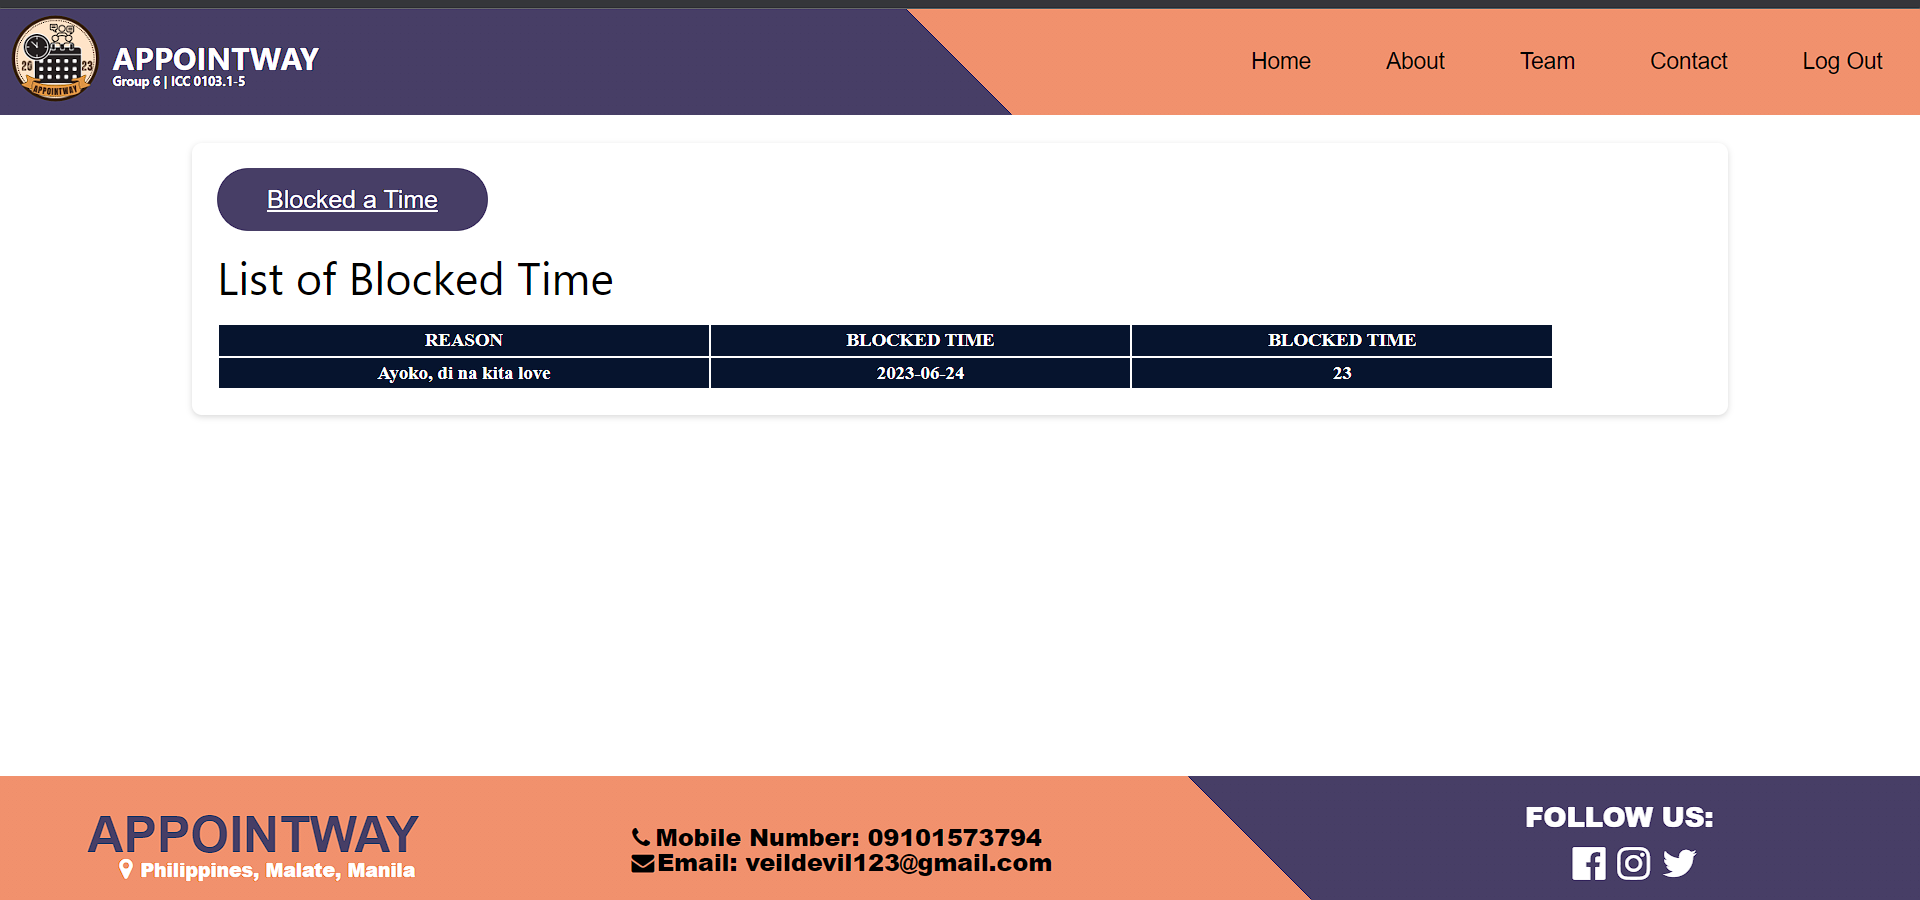 20 23
APPOINTWAY
APPOINTWAY
Group 6 | ICC 0103.1-5
Home About Team Contact Log Out
Blocked a Time
List of Blocked Time
REASON BLOCKED TIME BLOCKED TIME
Ayoko, di na kita love 2023-06-24 23
APPOINTWAY
Philippines, Malate, Manila
Mobile Number: 09101573794
Email: veildevil123@gmail.com
FOLLOW US: